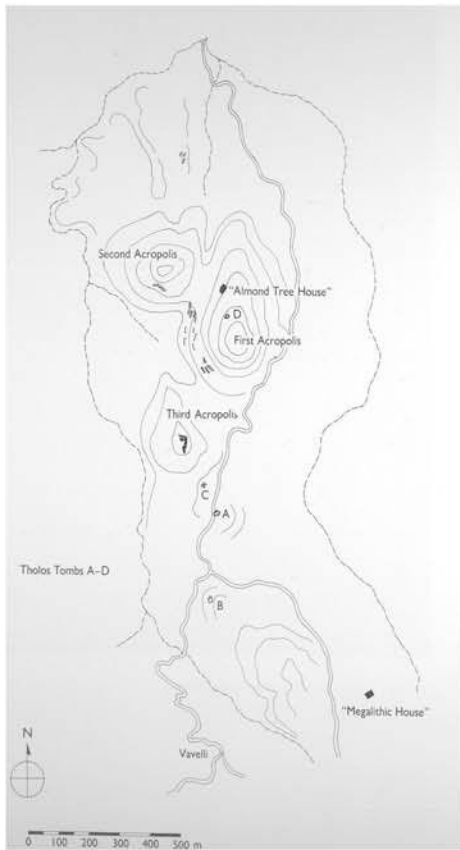 Second Acropolis
"Almond Tree House"
D
First Acropolis
Third Acropolis
C
A
Tholos Tombs A–D
B
"Megalithic House"
N
Vavelli
0 100 200 300 400 500 m